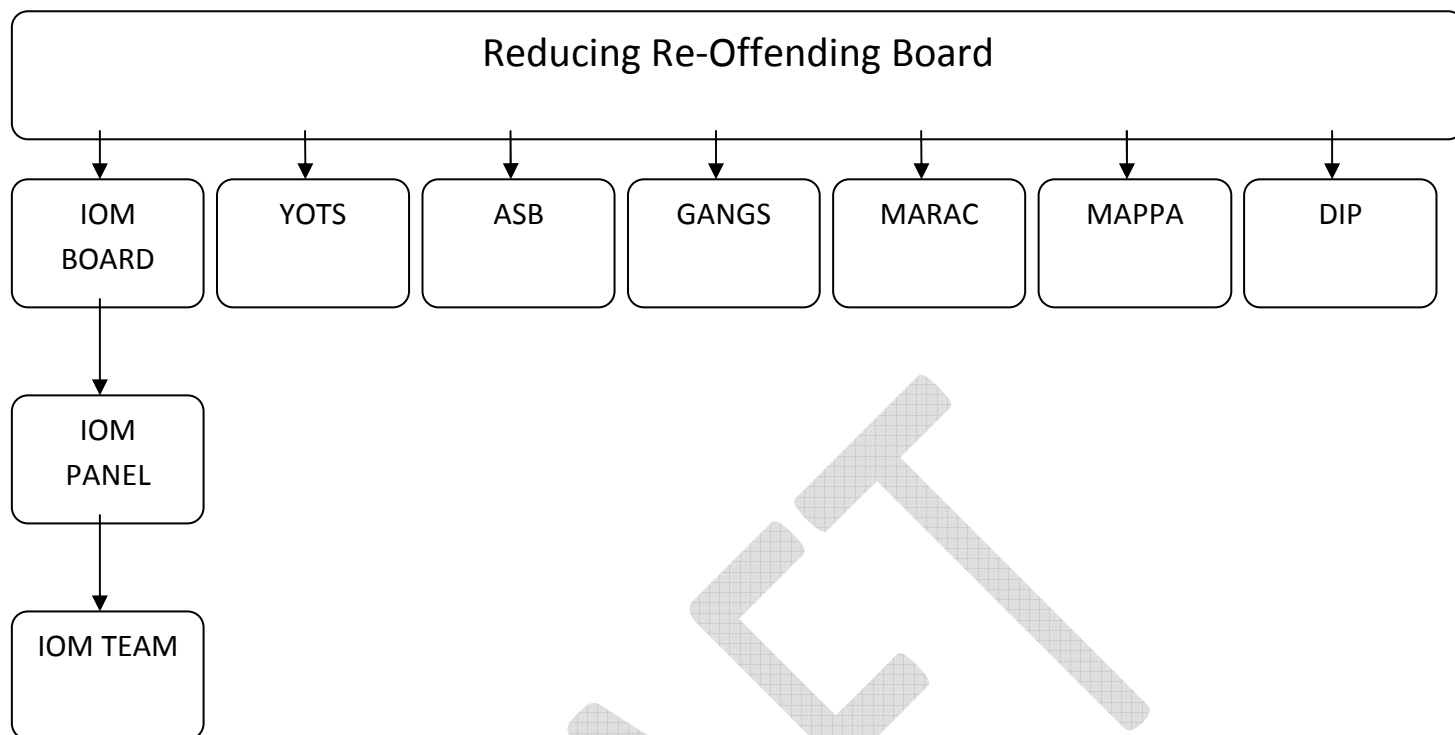 Reducing Re-Offending Board
IOM
BOARD
YOTS
ASB
GANGS
MARAC
MAPPA
DIP
IOM
PANEL
IOM TEAM